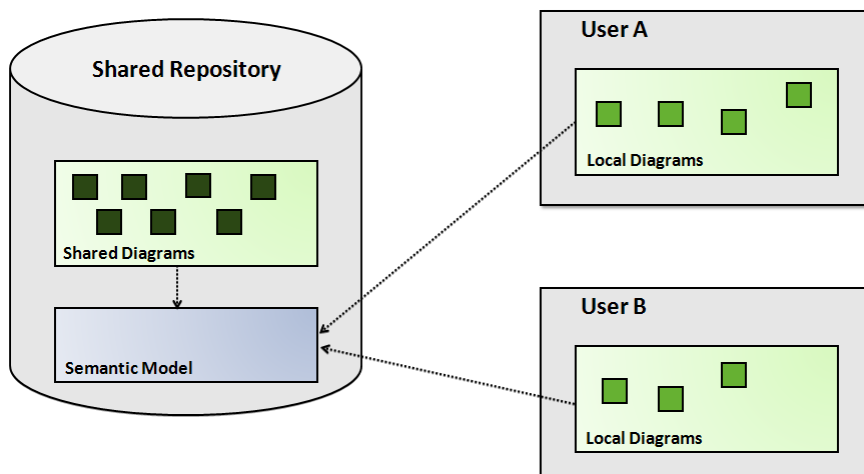 Shared Repository
Shared Diagrams
Semantic Model
User A
Local Diagrams
User B
Local Diagrams